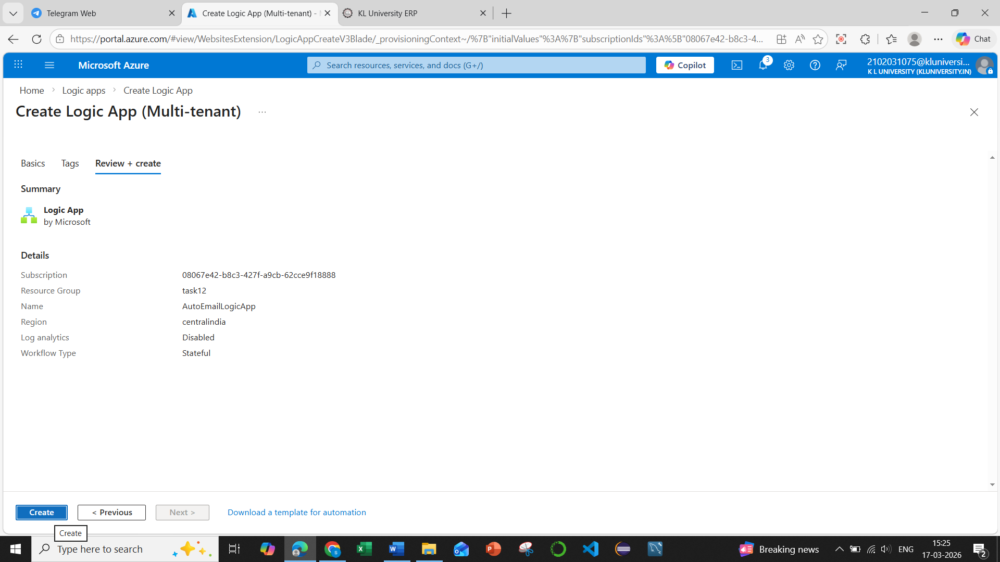 Telegram Web
Create Logic App (Multi-tenant) -
KL University ERP
https://portal.azure.com/#view/WebsitesExtension/LogicAppCreateV3Blade/_provisioningContext~/%7B"initialValues"%3A%7B"subscriptionIds"%3A%5B"08067e42-b8c3-4...
Chat
Microsoft Azure
Search resources, services, and docs (G+/)
Copilot
3
2102031075@kluniversi...
K L UNIVERSITY (KLUNIVERSITY.IN)
Home
Logic apps
Create Logic App
Create Logic App (Multi-tenant)
Basics
Tags
Review + create
Summary
Logic App
by Microsoft
Details
Subscription 08067e42-b8c3-427f-a9cb-62cce9f18888
Resource Group task12
Name AutoEmailLogicApp
Region centralindia
Log analytics Disabled
Workflow Type Stateful
Create
< Previous
Next >
Download a template for automation
Create
Type here to search
Breaking news
ENG
15:25
17-03-2026
2